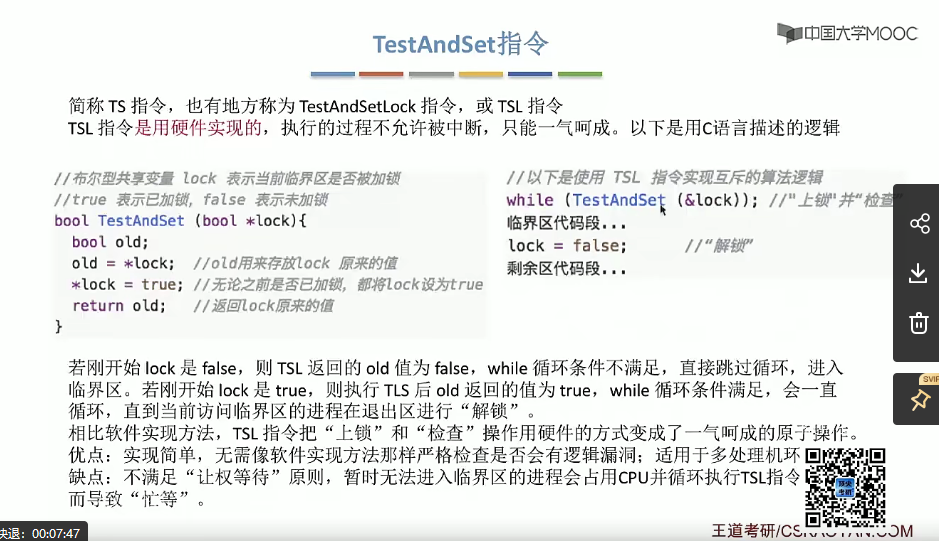 TestAndSet指令
中国大学MOOC
简称 TS 指令，也有地方称为 TestAndSetLock 指令，或 TSL 指令
TSL 指令是用硬件实现的，执行的过程不允许被中断，只能一气呵成。以下是用C语言描述的逻辑
//布尔型共享变量 lock 表示当前临界区是否被加锁
//true 表示已加锁，false 表示未加锁
bool TestAndSet (bool *lock){
bool old;
old = *lock; //old用来存放lock 原来的值
*lock = true; //无论之前是否已加锁，都将lock设为true
return old; //返回lock原来的值
}
//以下是使用 TSL 指令实现互斥的算法逻辑
while (TestAndSet (&lock)); //"上锁"并"检查"
临界区代码段...
lock = false; //“解锁”
剩余区代码段...
若刚开始 lock 是 false，则 TSL 返回的 old 值为 false，while 循环条件不满足，直接跳过循环，进入
临界区。若刚开始 lock 是 true，则执行 TLS 后 old 返回的值为 true，while 循环条件满足，会一直
循环，直到当前访问临界区的进程在退出区进行“解锁”。
相比软件实现方法，TSL 指令把“上锁”和“检查”操作用硬件的方式变成了一气呵成的原子操作。
优点：实现简单，无需像软件实现方法那样严格检查是否会有逻辑漏洞；适用于多处理机环
缺点：不满足“让权等待”原则，暂时无法进入临界区的进程会占用CPU并循环执行TSL指令
而导致“忙等”。
王道考研/CSKAOYAN.COM
快退：00:07:47
SVIP